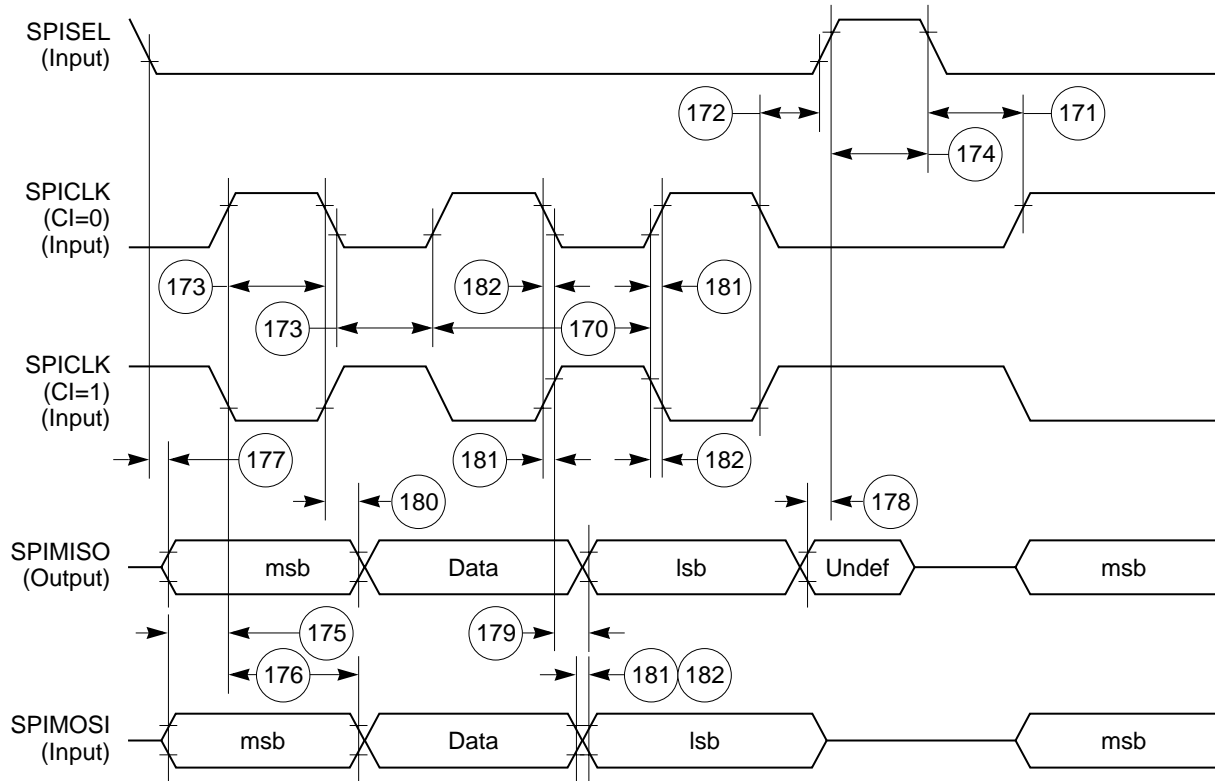 SPISEL
(Input)
172
171
174
SPICLK
(CI=0)
(Input)
173
182
181
173
170
SPICLK
(CI=1)
(Input)
177
181
182
180
178
SPIMISO
(Output)
msb
Data
lsb
Undef
msb
175
179
176
181
182
SPIMOSI
(Input)
msb
Data
lsb
msb